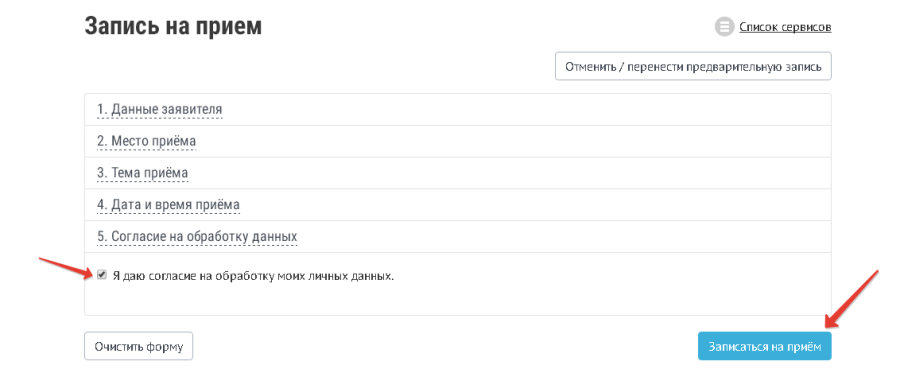 Запись на прием
Список сервисов
Отменить / перенести предварительную запись
1. Данные заявителя
2. Место приёма
3. Тема приёма
4. Дата и время приёма
5. Согласие на обработку данных
Я даю согласие на обработку моих личных данных.
Очистить форму
Записаться на приём